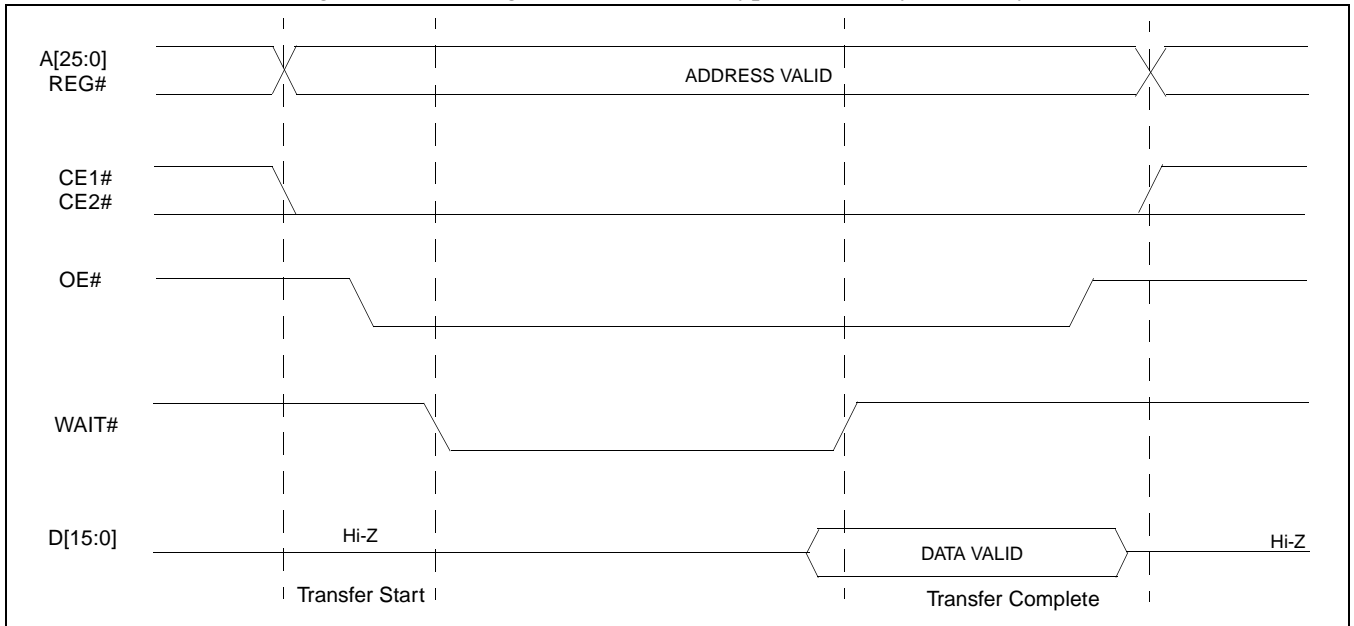 A[25:0]
REG#
ADDRESS VALID
CE1#
CE2#
OE#
WAIT#
D[15:0]
Hi-Z
DATA VALID
Hi-Z
Transfer Start
Transfer Complete